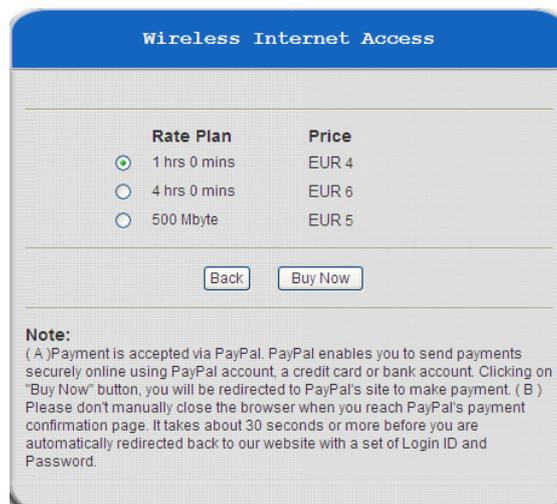 Wireless Internet Access
Rate Plan Price
1 hrs 0 mins EUR 4
4 hrs 0 mins EUR 6
500 Mbyte EUR 5
Back Buy Now
Note:
( A )Payment is accepted via PayPal. PayPal enables you to send payments
securely online using PayPal account, a credit card or bank account. Clicking on
"Buy Now" button, you will be redirected to PayPal's site to make payment. ( B )
Please don't manually close the browser when you reach PayPal's payment
confirmation page. It takes about 30 seconds or more before you are
automatically redirected back to our website with a set of Login ID and
Password.